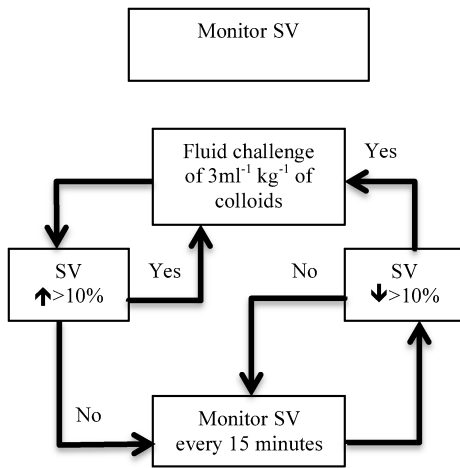 Monitor SV
Fluid challenge
of 3ml⁻¹ kg⁻¹ of
colloids
Yes
SV
↑>10%
Yes
No
SV
↓>10%
No
Monitor SV
every 15 minutes